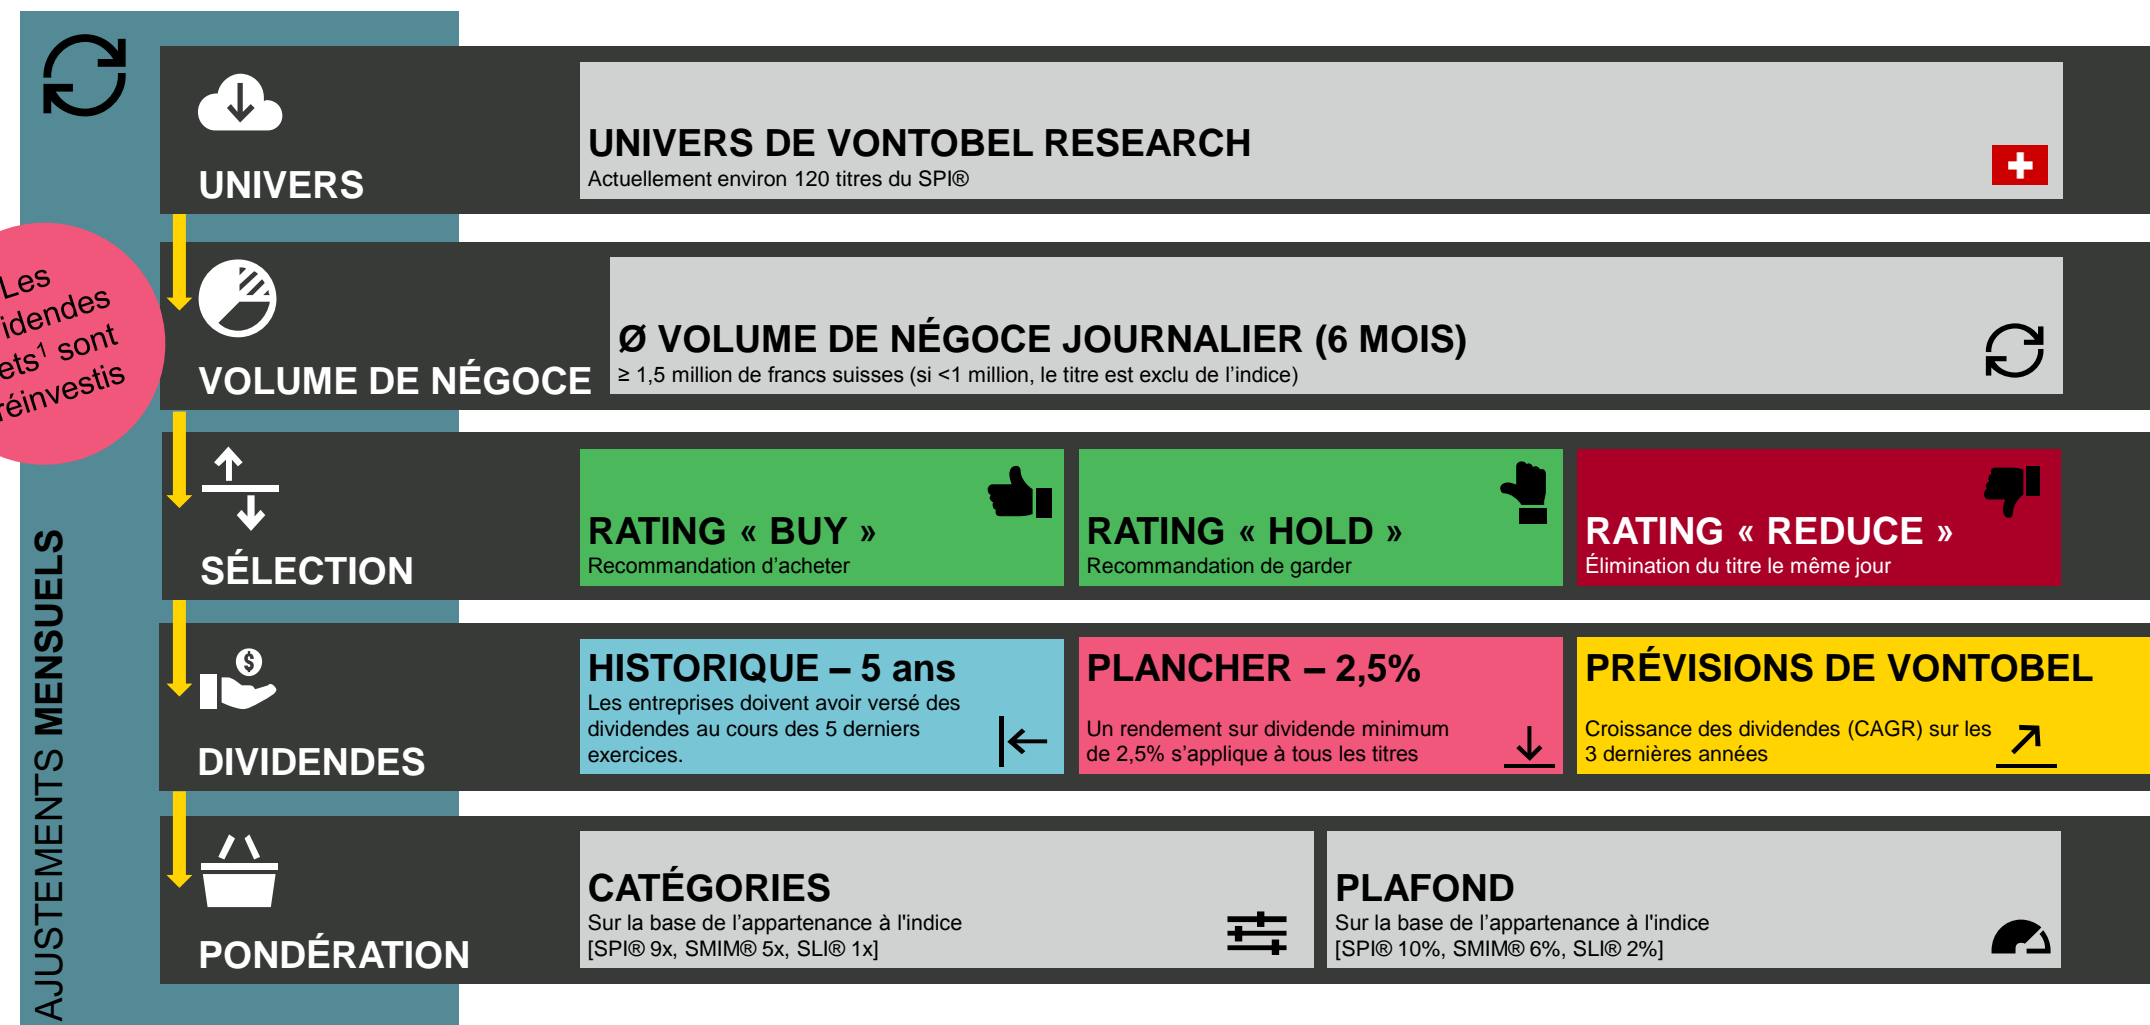 UNIVERS
UNIVERS DE VONTOBEL RESEARCH
Actuellement environ 120 titres du SPI®
Les
idendes
ets¹ sont
réinvestis
VOLUME DE NÉGOCE
Ø VOLUME DE NÉGOCE JOURNALIER (6 MOIS)
≥ 1,5 million de francs suisses (si <1 million, le titre est exclu de l’indice)
SÉLECTION
RATING « BUY »
Recommandation d’acheter
RATING « HOLD »
Recommandation de garder
RATING « REDUCE »
Élimination du titre le même jour
AJUSTEMENTS MENSUELS
$
DIVIDENDES
HISTORIQUE – 5 ans
Les entreprises doivent avoir versé des
dividendes au cours des 5 derniers
exercices.
PLANCHER – 2,5%
Un rendement sur dividende minimum
de 2,5% s’applique à tous les titres
PRÉVISIONS DE VONTOBEL
Croissance des dividendes (CAGR) sur les
3 dernières années
PONDÉRATION
CATÉGORIES
Sur la base de l’appartenance à l'indice
[SPI® 9x, SMIM® 5x, SLI® 1x]
PLAFOND
Sur la base de l’appartenance à l'indice
[SPI® 10%, SMIM® 6%, SLI® 2%]